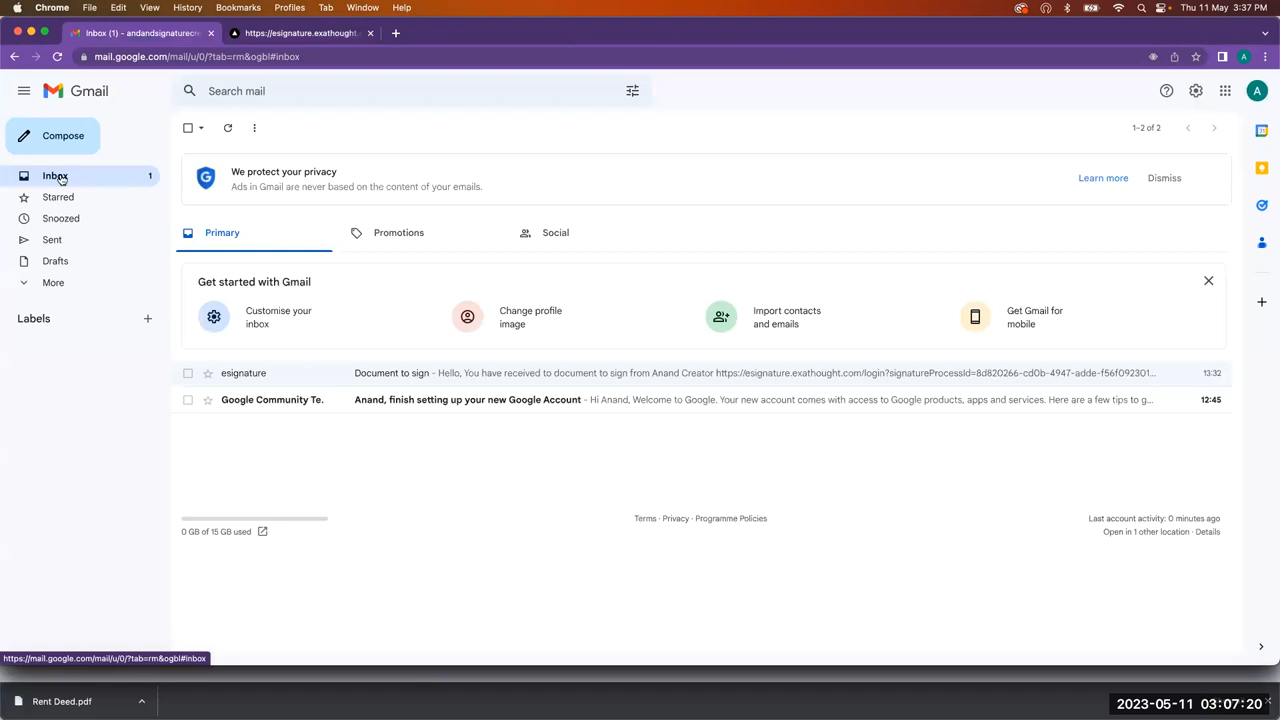 Chrome File Edit View History Bookmarks Profiles Tab Window Help Thu 11 May 3:37 PM
Inbox (1) - andandsignaturecre https://esignature.exathought.
mail.google.com/mail/u/0/?tab=rm&ogbl#inbox A
Gmail Search mail A
Compose 1–2 of 2
Inbox 1
Starred
Snoozed
Sent
Drafts
More
Labels
We protect your privacy
Ads in Gmail are never based on the content of your emails.
Learn more Dismiss
Primary Promotions Social
Get started with Gmail
Customise your
inbox
Change profile
image
Import contacts
and emails
Get Gmail for
mobile
esignature Document to sign - Hello, You have received to document to sign from Anand Creator https://esignature.exathought.com/login?signatureProcessId=8d820266-cd0b-4947-adde-f56f092301... 13:32
Google Community Te. Anand, finish setting up your new Google Account - Hi Anand, Welcome to Google. Your new account comes with access to Google products, apps and services. Here are a few tips to g... 12:45
0 GB of 15 GB used
Terms · Privacy · Programme Policies
Last account activity: 0 minutes ago
Open in 1 other location · Details
https://mail.google.com/mail/u/0/?tab=rm&ogbl#inbox
Rent Deed.pdf
2023-05-11 03:07:20